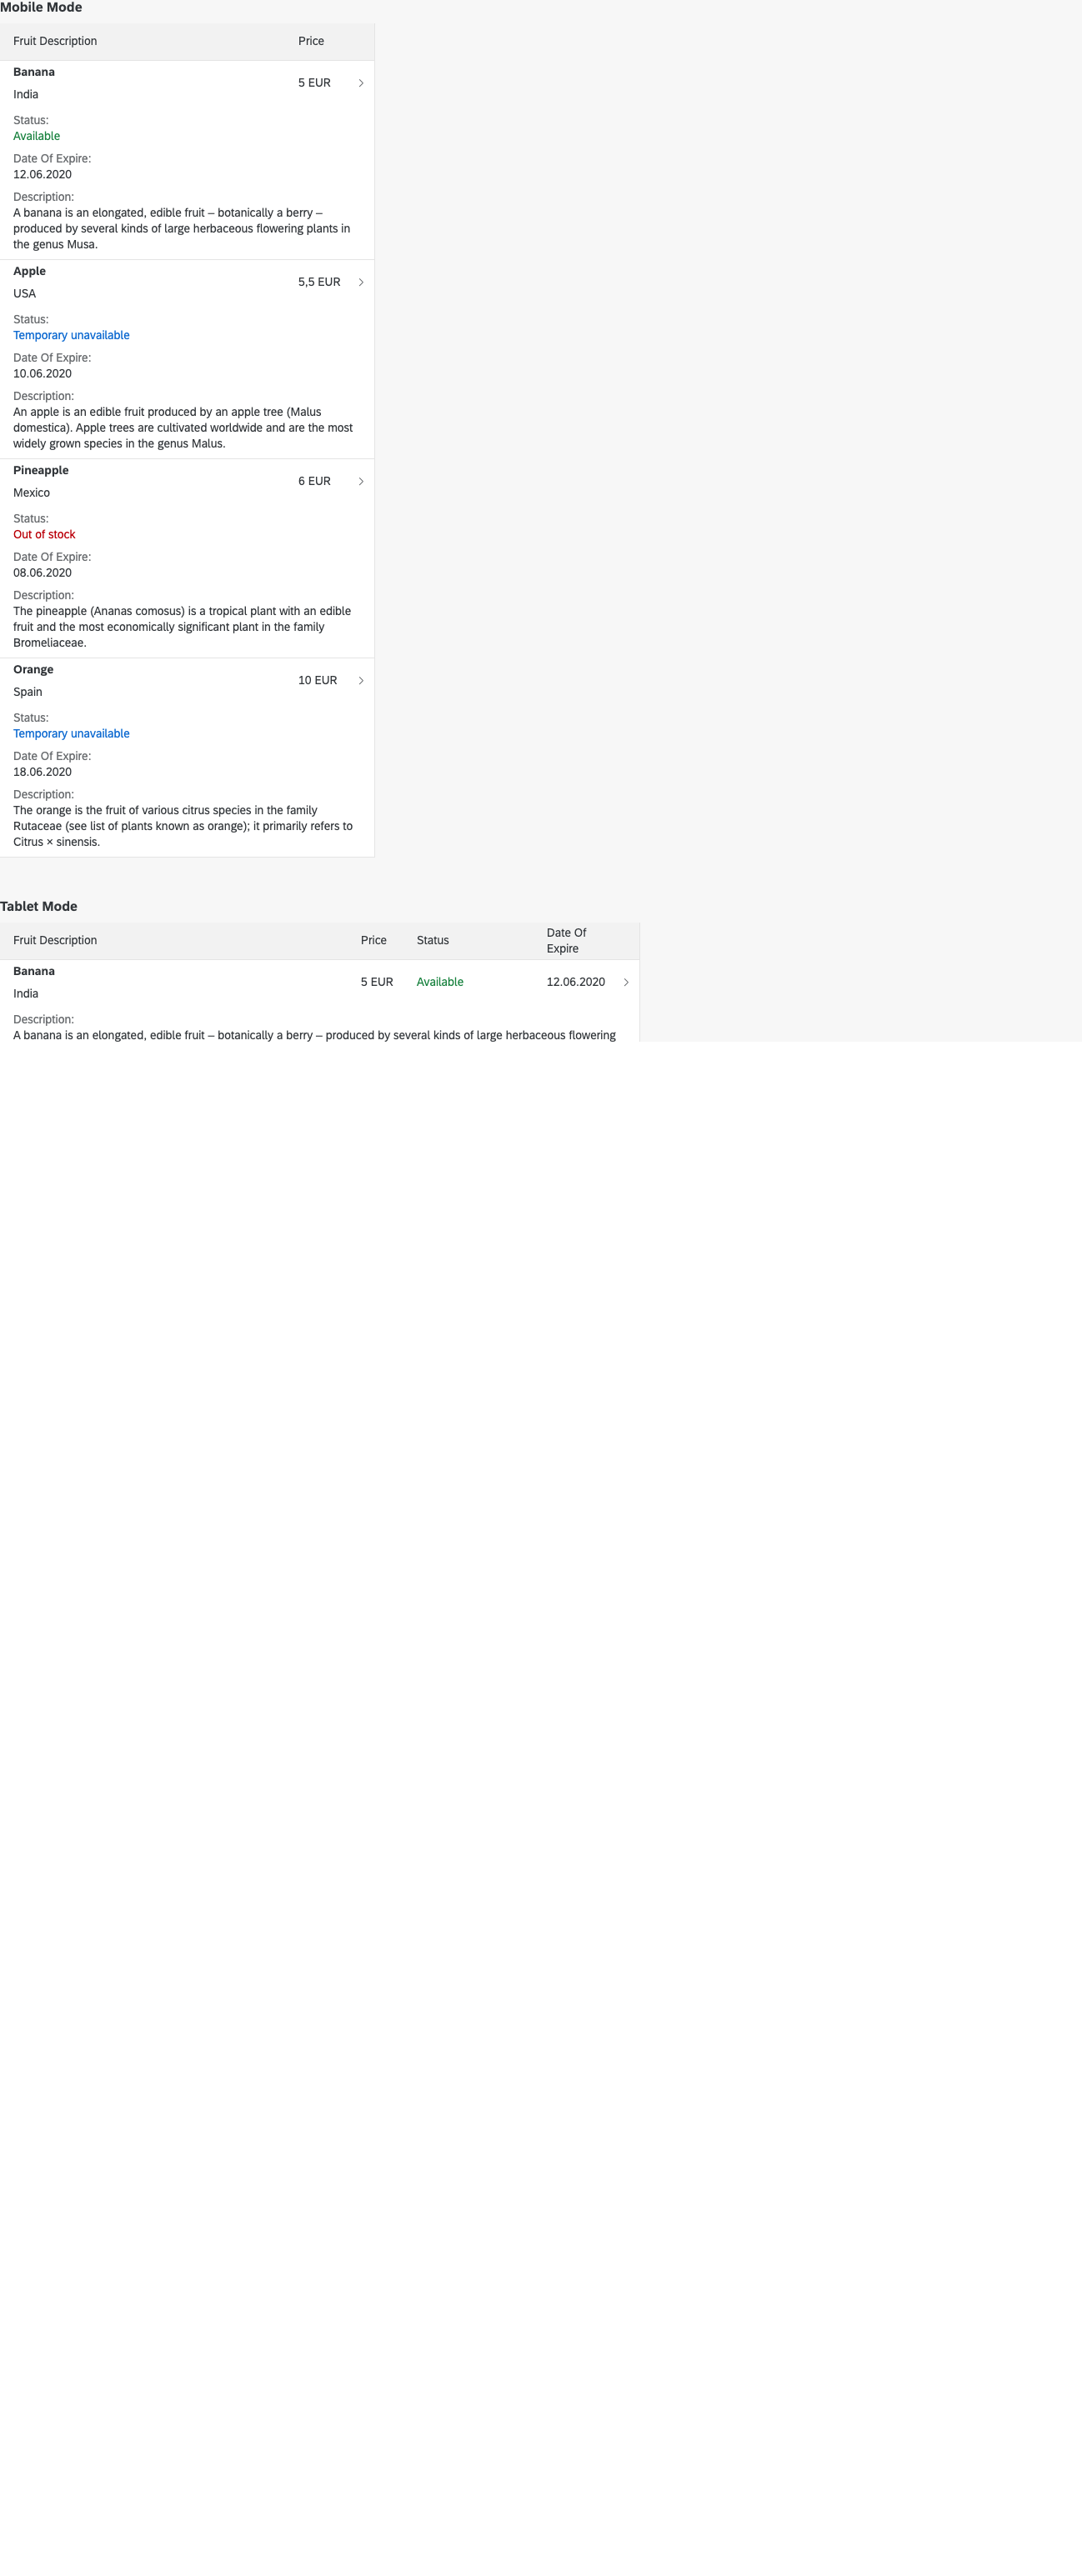 Mobile Mode
Fruit Description Price
Banana
5 EUR
India
Status:
Available
Date Of Expire:
12.06.2020
Description:
A banana is an elongated, edible fruit – botanically a berry –
produced by several kinds of large herbaceous flowering plants in
the genus Musa.
Apple
5,5 EUR
USA
Status:
Temporary unavailable
Date Of Expire:
10.06.2020
Description:
An apple is an edible fruit produced by an apple tree (Malus
domestica). Apple trees are cultivated worldwide and are the most
widely grown species in the genus Malus.
Pineapple
6 EUR
Mexico
Status:
Out of stock
Date Of Expire:
08.06.2020
Description:
The pineapple (Ananas comosus) is a tropical plant with an edible
fruit and the most economically significant plant in the family
Bromeliaceae.
Orange
10 EUR
Spain
Status:
Temporary unavailable
Date Of Expire:
18.06.2020
Description:
The orange is the fruit of various citrus species in the family
Rutaceae (see list of plants known as orange); it primarily refers to
Citrus × sinensis.
Tablet Mode
Fruit Description Price Status Date Of
Expire
Banana
5 EUR Available 12.06.2020
India
Description:
A banana is an elongated, edible fruit – botanically a berry – produced by several kinds of large herbaceous flowering